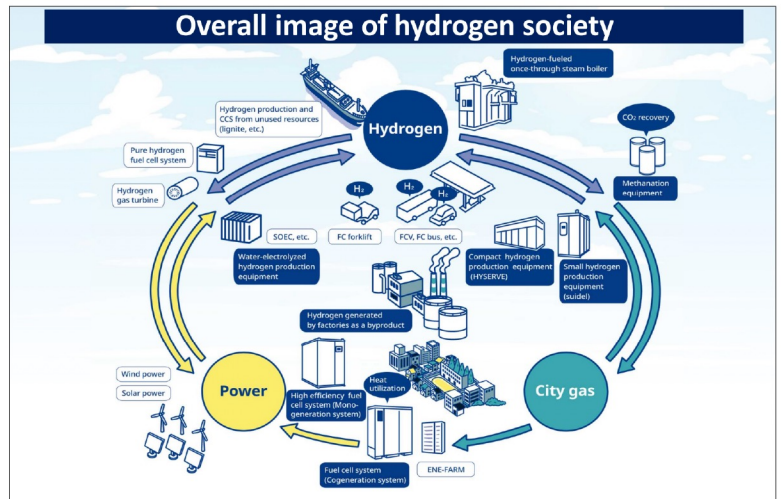 Overall image of hydrogen society
Hydrogen-fueled
once-through steam boiler
Hydrogen production and
CCS from unused resources
(lignite, etc.)
Hydrogen
CO₂ recovery
Pure hydrogen
fuel cell system
Methanation
equipment
Hydrogen
gas turbine
H₂
H₂
H₂
SOEC, etc.
FC forklift
FCV, FC bus, etc.
Water-electrolyzed
hydrogen production
equipment
Compact hydrogen
production equipment
(HYSERVE)
Small hydrogen
production
equipment
(suidel)
Hydrogen generated
by factories as a byproduct
Wind power
Solar power
Power
High efficiency fuel
cell system (Mono-
generation system)
Heat
utilization
City gas
Fuel cell system
(Cogeneration system)
ENE-FARM